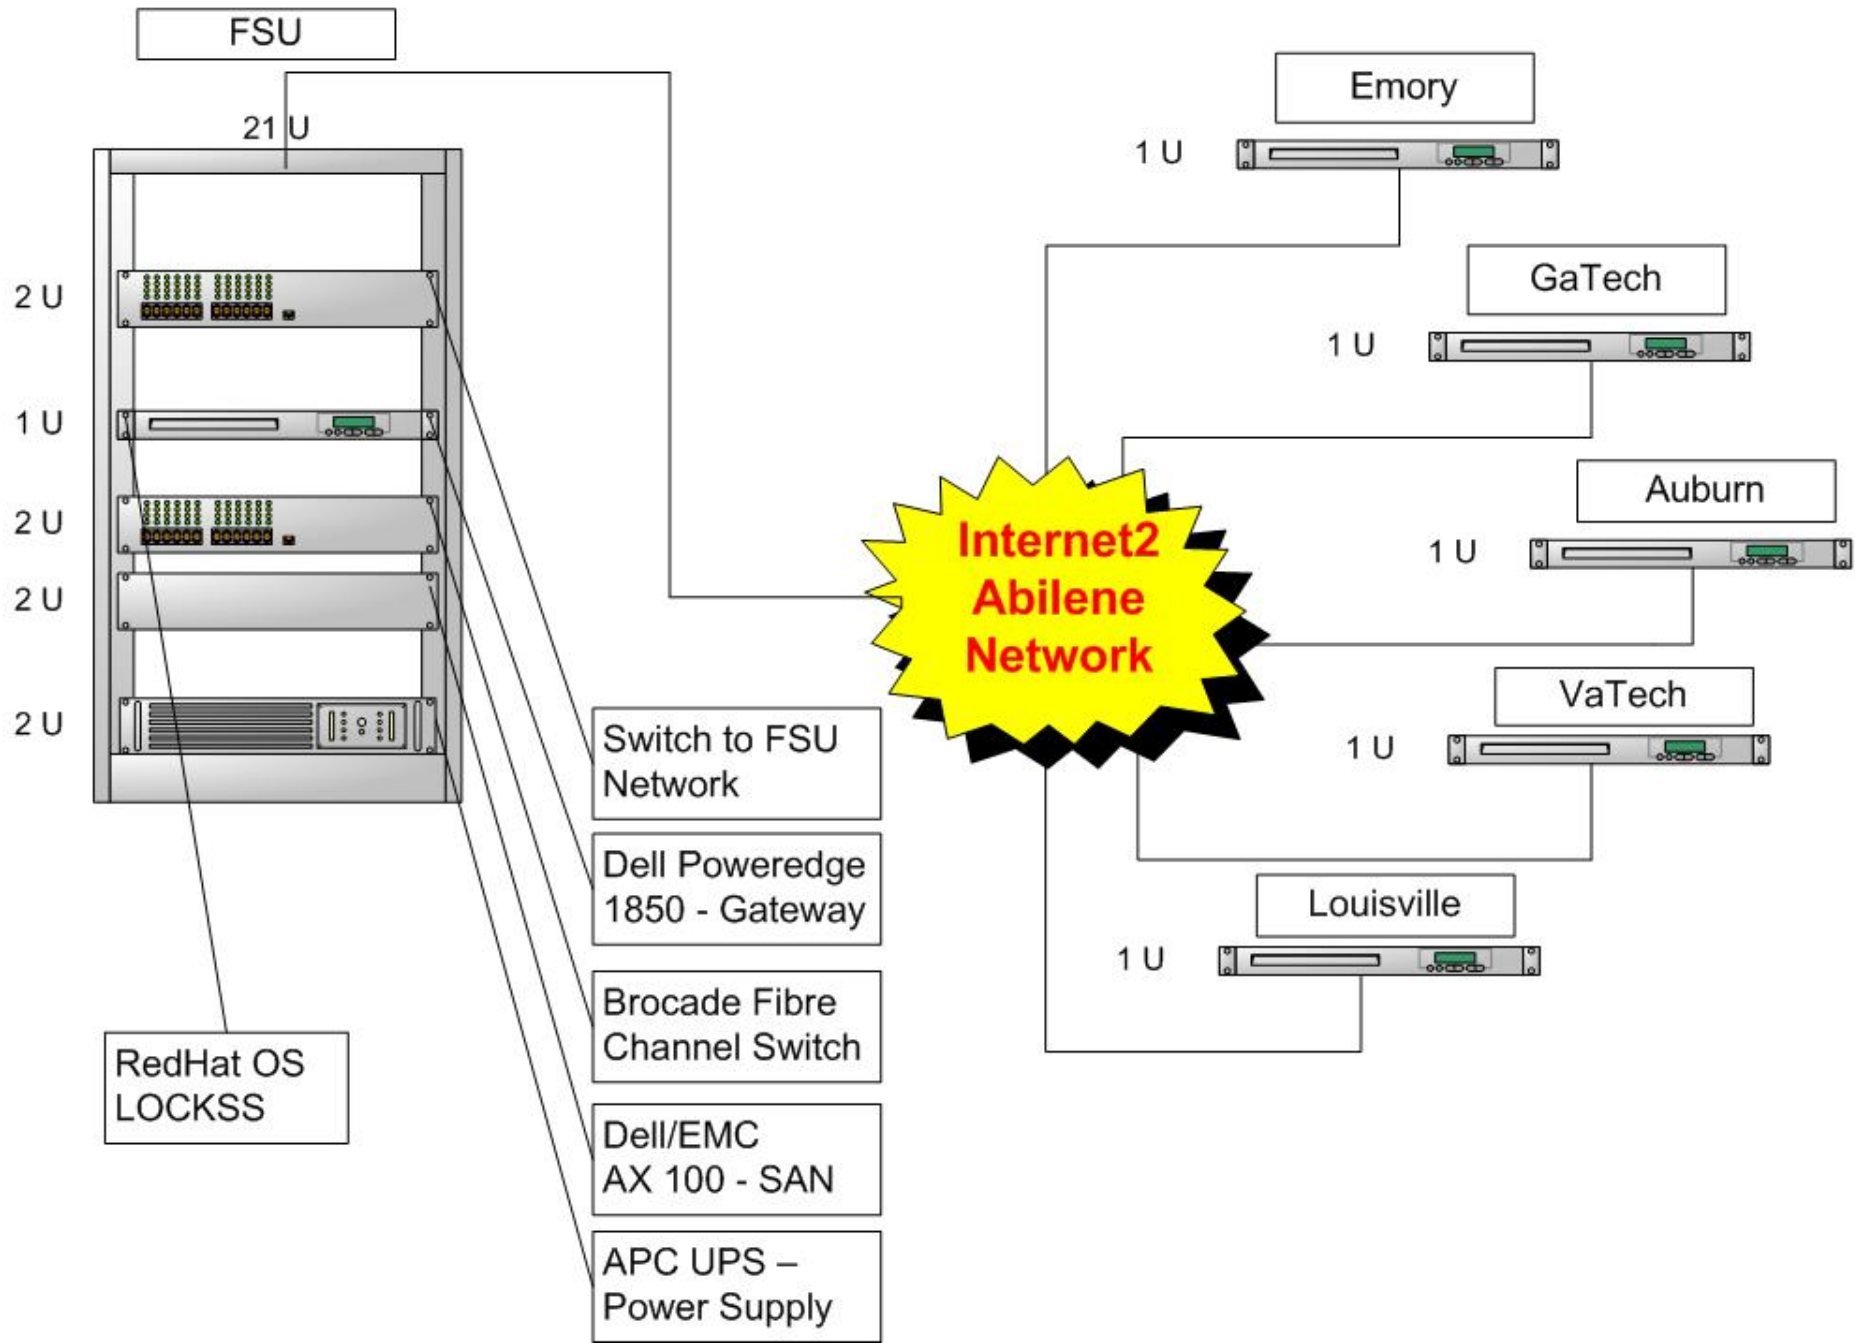 FSU
21 U
2 U
1 U
2 U
2 U
2 U
Switch to FSU
Network
Dell Poweredge
1850 - Gateway
Brocade Fibre
Channel Switch
Dell/EMC
AX 100 - SAN
APC UPS –
Power Supply
RedHat OS
LOCKSS
Internet2
Abilene
Network
Emory
1 U
GaTech
1 U
Auburn
1 U
VaTech
1 U
Louisville
1 U